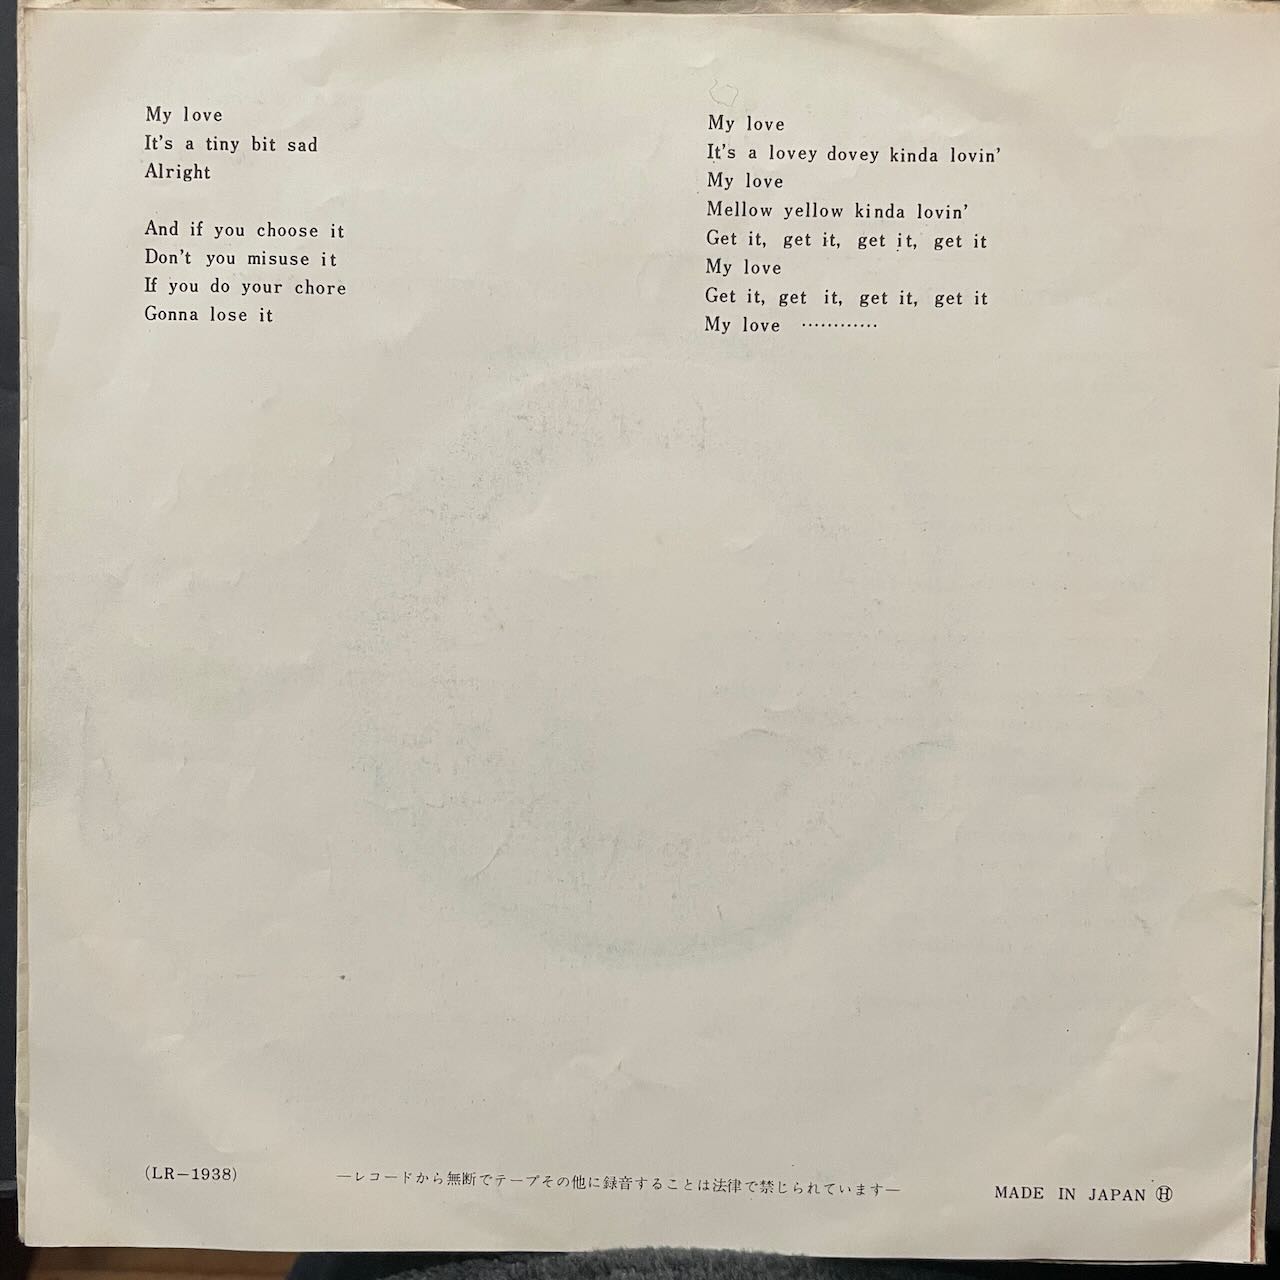 My love
It's a tiny bit sad
Alright
And if you choose it
Don't you misuse it
If you do your chore
Gonna lose it
My love
It's a lovey dovey kinda lovin'
My love
Mellow yellow kinda lovin'
Get it, get it, get it, get it
My love
Get it, get it, get it, get it
My love …………
(LR-1938)
—レコードから無断でテープその他に録音することは法律で禁じられています—
MADE IN JAPAN Ⓗ